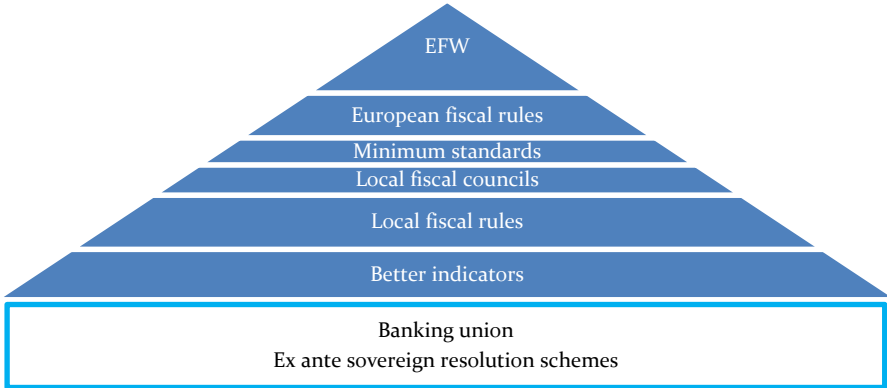 EFW
European fiscal rules
Minimum standards
Local fiscal councils
Local fiscal rules
Better indicators
Banking union
Ex ante sovereign resolution schemes